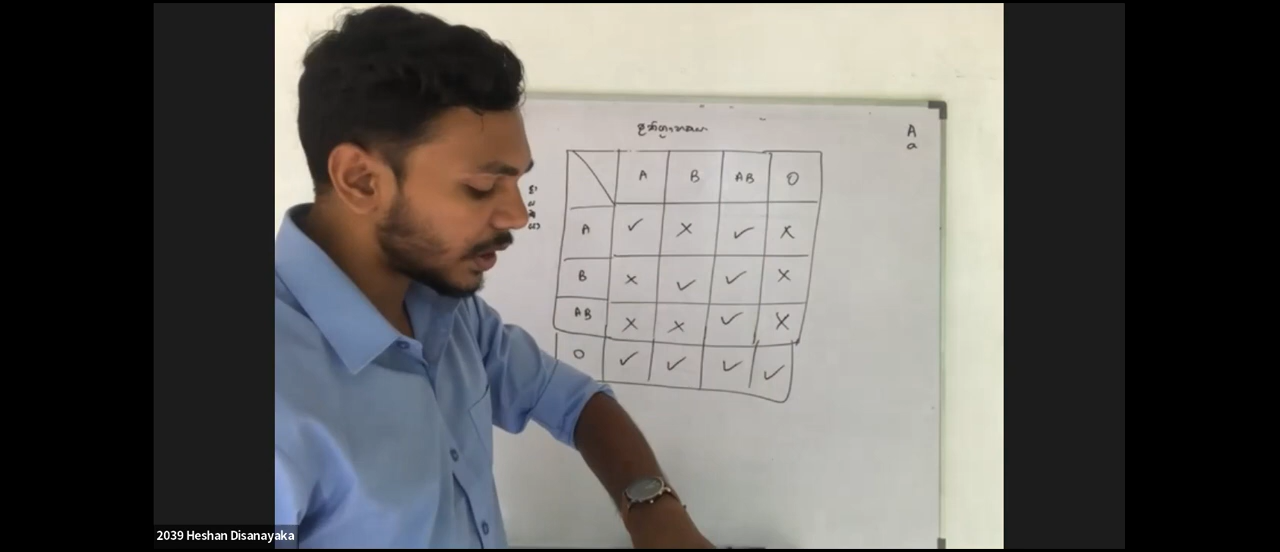 A
a
A B AB O
A ✓ × ✓ ×
B × ✓ ✓ ×
AB × × ✓ ×
O ✓ ✓ ✓ ✓
2039 Heshan Disanayaka